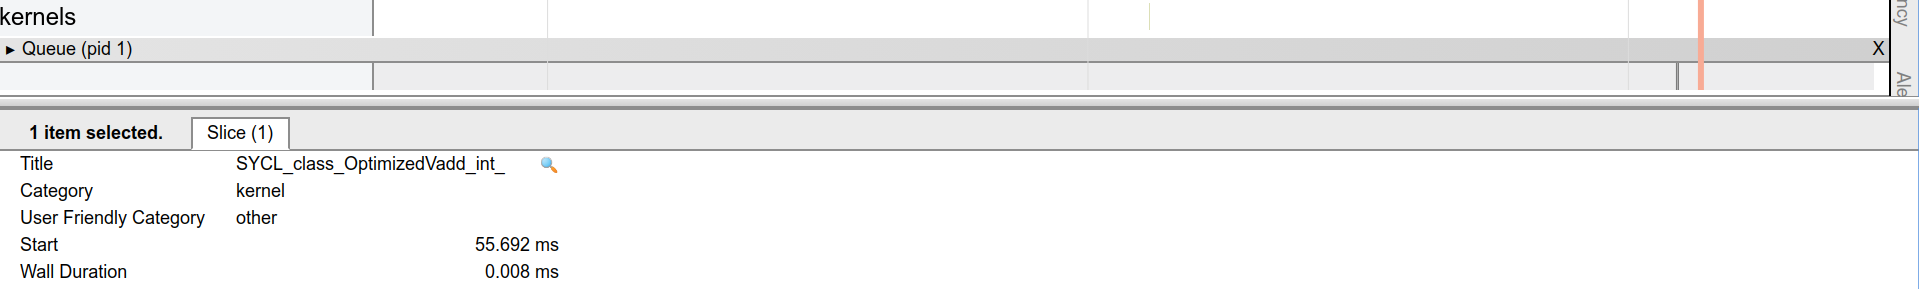 kernels
▸ Queue (pid 1) X
ncy
Ale
1 item selected. Slice (1)
Title SYCL_class_OptimizedVadd_int_
Category kernel
User Friendly Category other
Start 55.692 ms
Wall Duration 0.008 ms